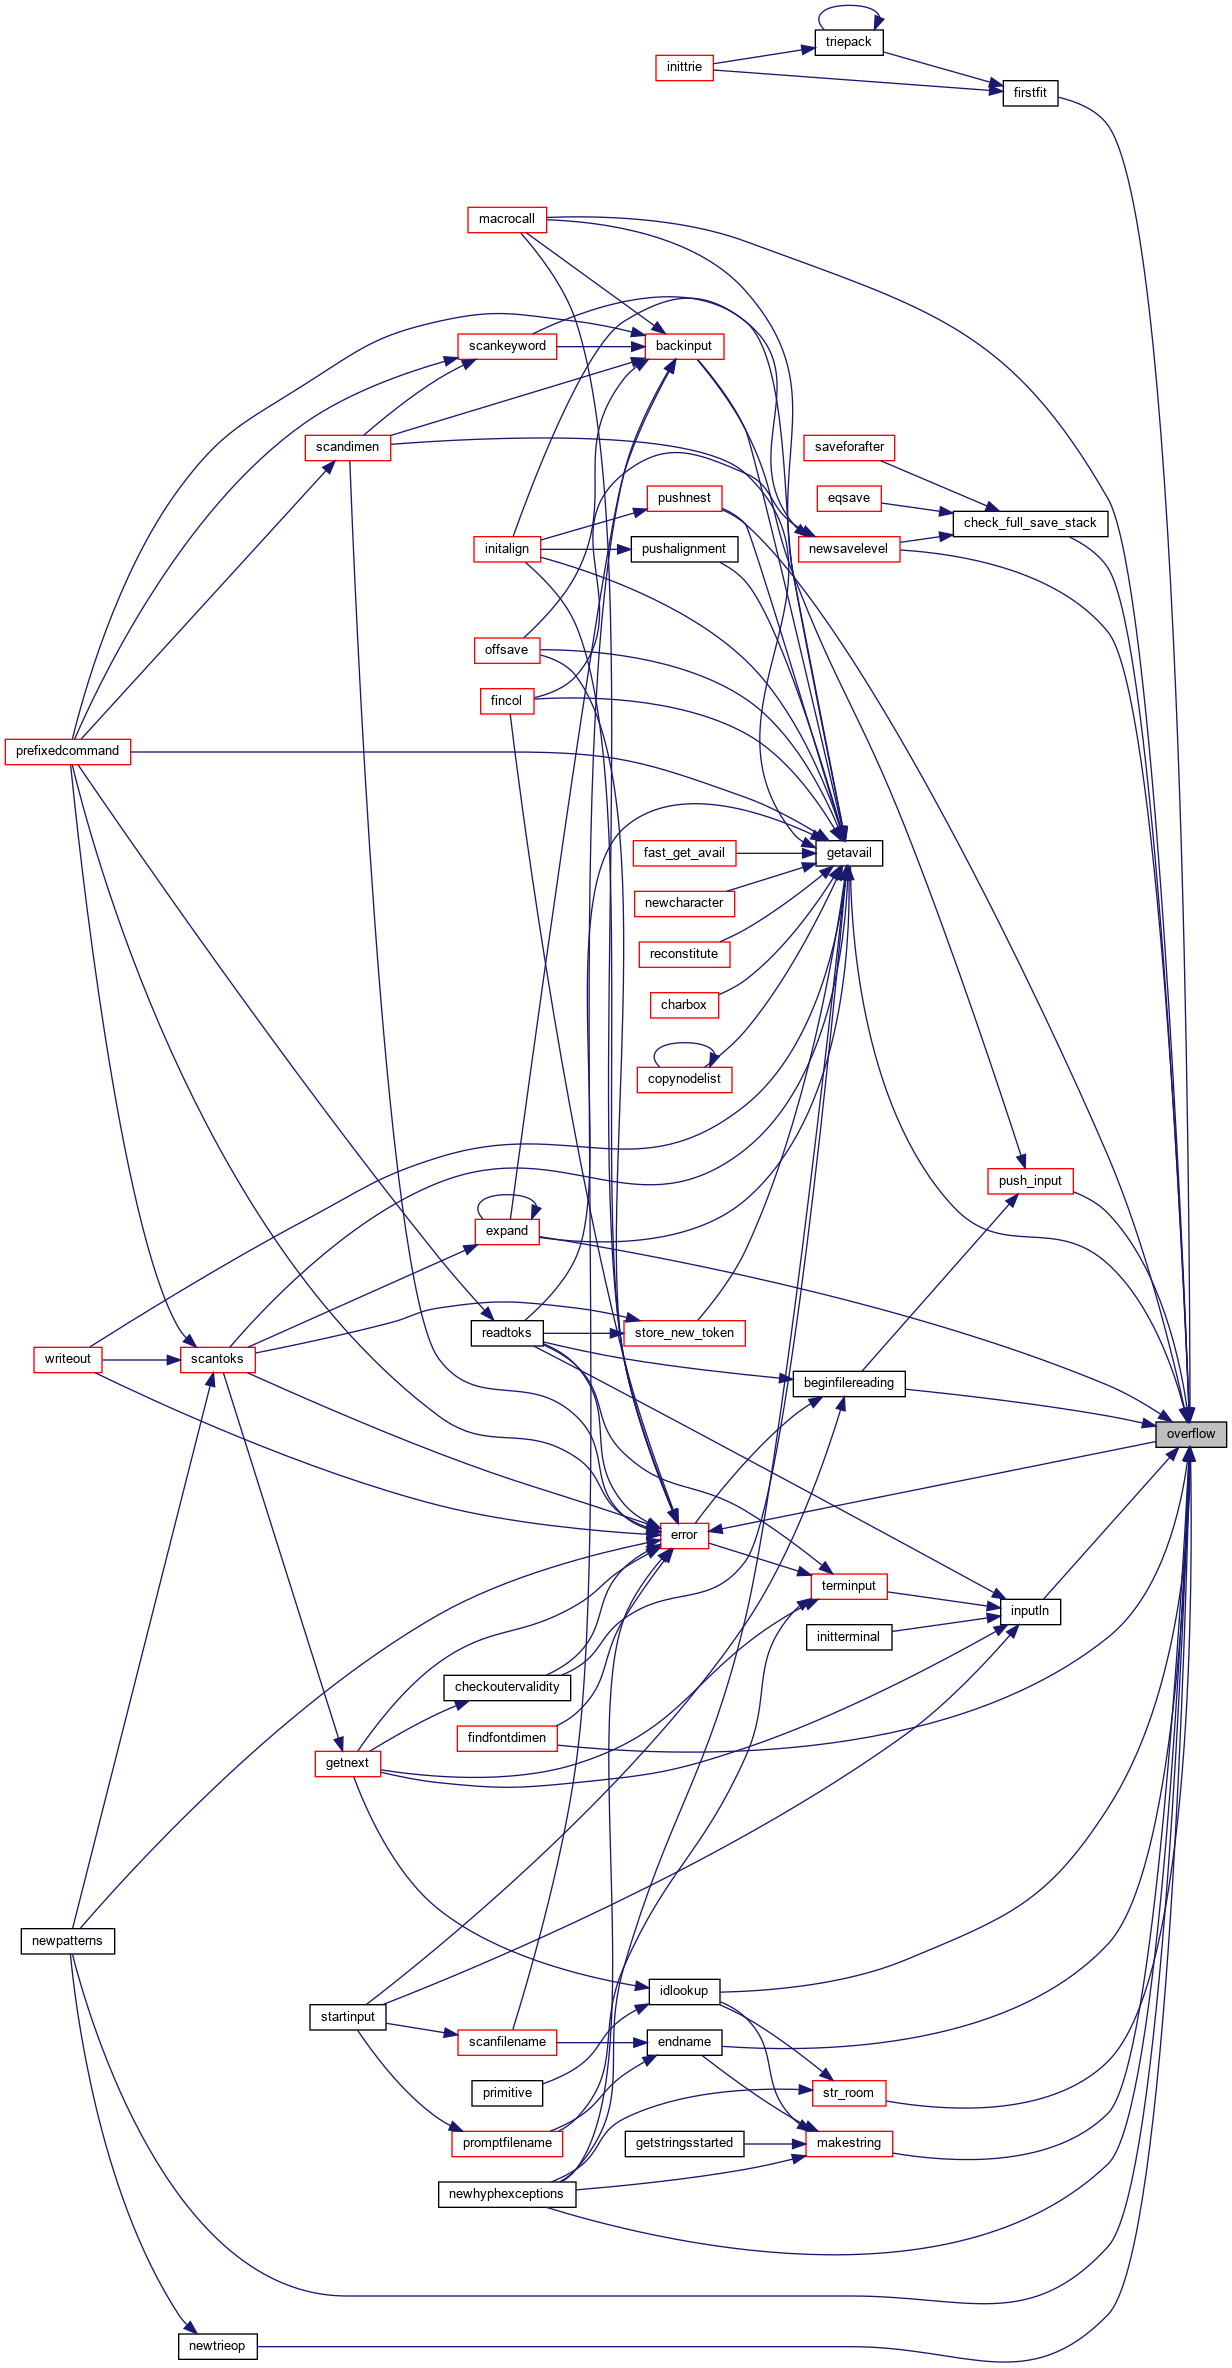 triepack
inittrie
firstfit
macrocall
scankeyword
backinput
scandimen
saveforafter
eqsave
pushnest
check_full_save_stack
initalign
pushalignment
newsavelevel
offsave
fincol
prefixedcommand
fast_get_avail
getavail
newcharacter
reconstitute
charbox
copynodelist
push_input
expand
readtoks
store_new_token
writeout
scantoks
beginfilereading
overflow
error
terminput
inputln
initterminal
checkoutervalidity
findfontdimen
getnext
newpatterns
idlookup
startinput
scanfilename
endname
primitive
str_room
promptfilename
getstringsstarted
makestring
newhyphexceptions
newtrieop